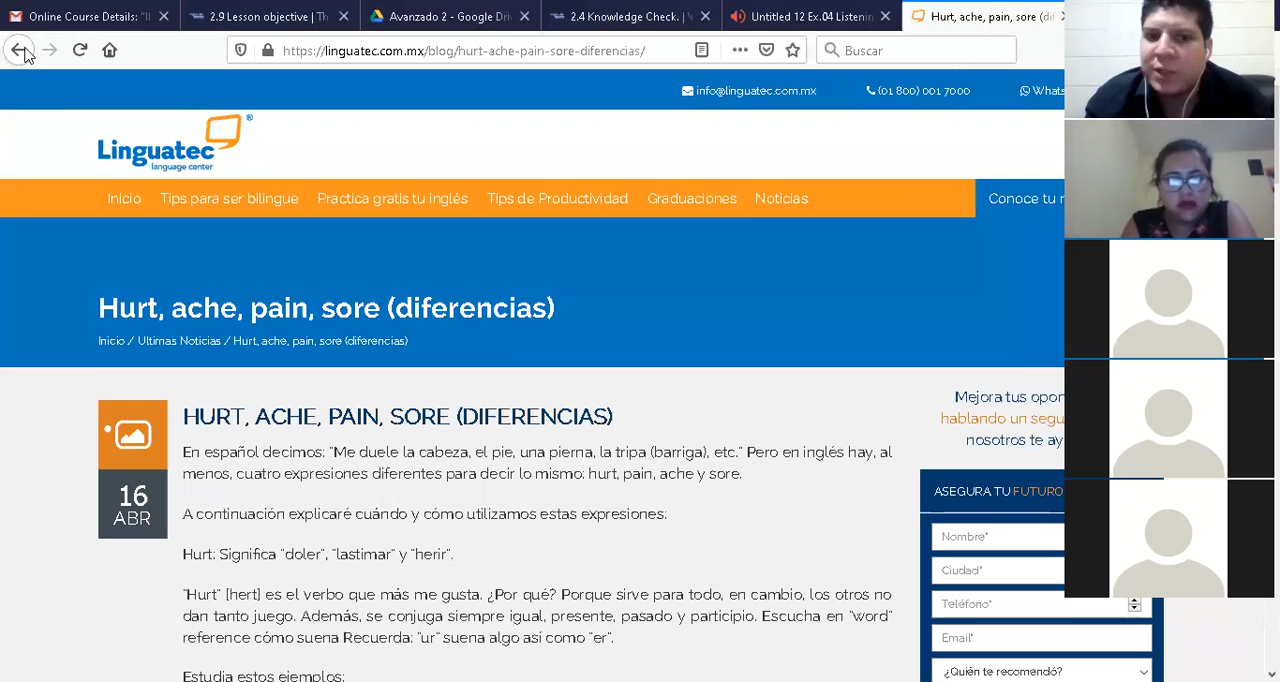 Online Course Details: "II
2.9 Lesson objective | Th
Avanzado 2 - Google Dri
2.4 Knowledge Check. |
Untitled 12 Ex.04 Listenin
Hurt, ache, pain, sore (dif
https://linguatec.com.mx/blog/hurt-ache-pain-sore-diferencias/
Buscar
info@linguatec.com.mx
(01 800) 001 7000
Whats
Linguatec
language center
Inicio
Tips para ser bilingue
Practica gratis tu inglés
Tips de Productividad
Graduaciones
Noticias
Conoce tu n
Hurt, ache, pain, sore (diferencias)
Inicio / Ultimas Noticias / Hurt, ache, pain, sore (diferencias)
16
ABR
HURT, ACHE, PAIN, SORE (DIFERENCIAS)
En español decimos: "Me duele la cabeza, el pie, una pierna, la tripa (barriga), etc." Pero en inglés hay, al
menos, cuatro expresiones diferentes para decir lo mismo: hurt, pain, ache y sore.
A continuación explicaré cuándo y cómo utilizamos estas expresiones:
Hurt: Significa "doler", "lastimar" y "herir".
"Hurt" [hert] es el verbo que más me gusta. ¿Por qué? Porque sirve para todo, en cambio, los otros no
dan tanto juego. Además, se conjuga siempre igual, presente, pasado y participio. Escucha en "word"
reference cómo suena Recuerda: "ur" suena algo así como "er".
Estudia estos ejemplos:
Mejora tus opor
hablando un segu
nosotros te ay
ASEGURA TU FUTURO
Nombre*
Ciudad*
Teléfono*
Email*
¿Quién te recomendó?